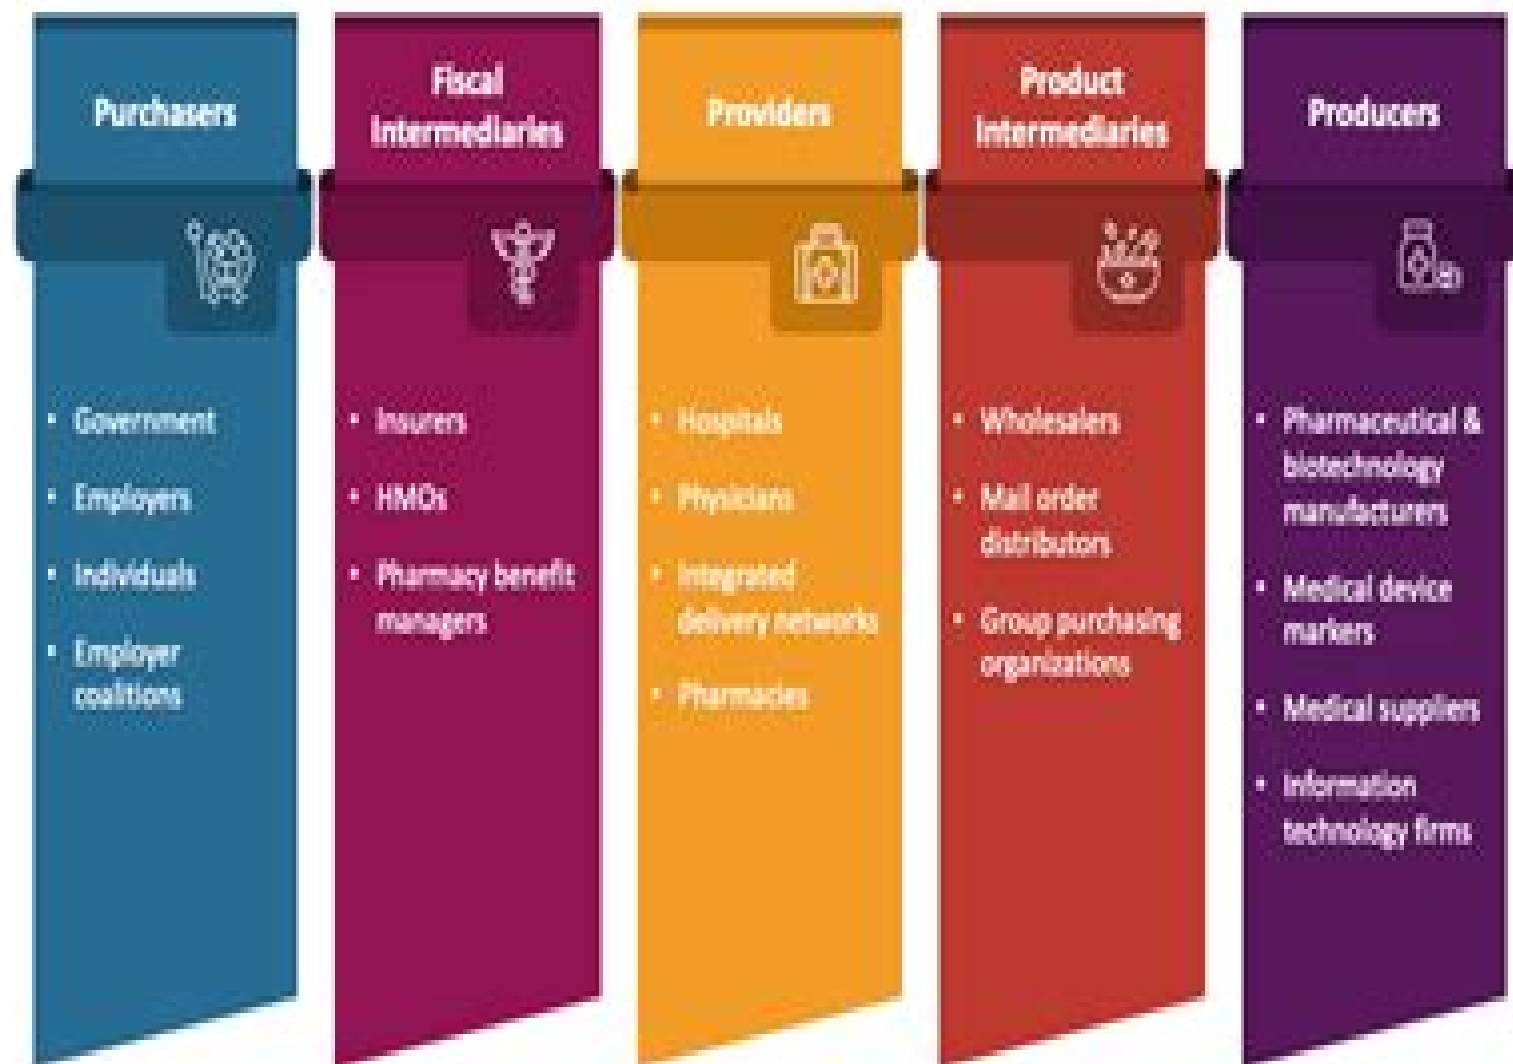 Purchasers
• Government
• Employers
• Individuals
• Employer
coalitions
Fiscal
Intermediaries
• Insurers
• HMOs
• Pharmacy benefit
managers
Providers
• Hospitals
• Physicians
• Integrated
delivery networks
• Pharmacies
Product
Intermediaries
• Wholesalers
• Mail order
distributors
• Group purchasing
organizations
Producers
• Pharmaceutical &
biotechnology
manufacturers
• Medical device
markers
• Medical suppliers
• Information
technology firms